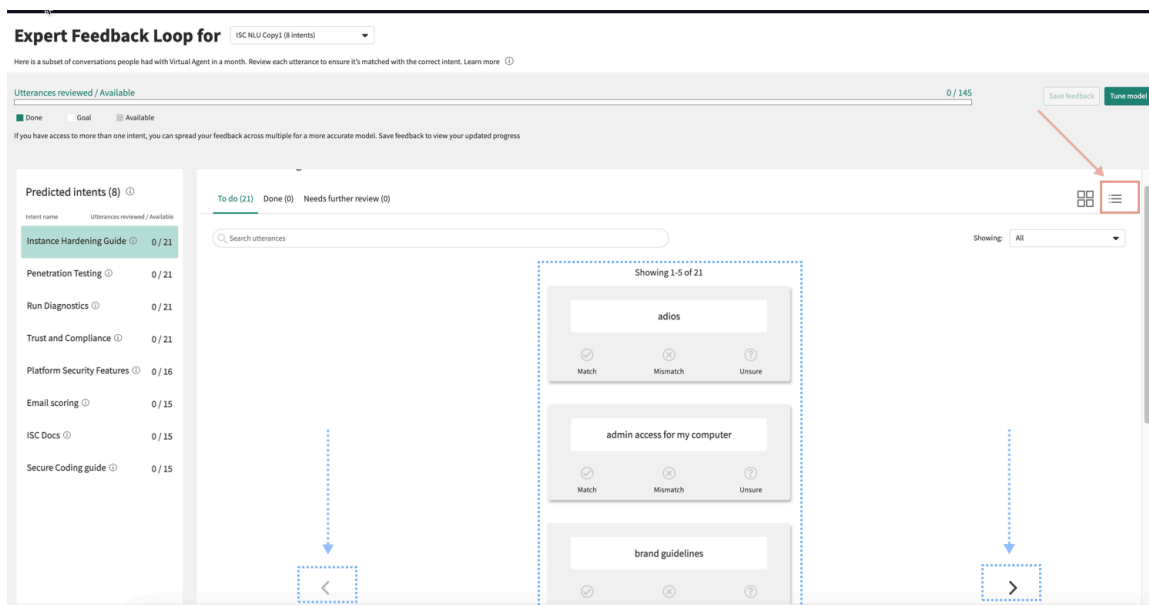 Expert Feedback Loop for
ISC NLU Copy1 (8 intents)
Here is a subset of conversations people had with Virtual Agent in a month. Review each utterance to ensure it's matched with the correct intent. Learn more
Utterances reviewed / Available
0 / 145
Save feedback
Tune model
Done
Goal
Available
If you have access to more than one intent, you can spread your feedback across multiple for a more accurate model. Save feedback to view your updated progress
Predicted intents (8)
Intent name
Utterances reviewed / Available
Instance Hardening Guide 0 / 21
Penetration Testing 0 / 21
Run Diagnostics 0 / 21
Trust and Compliance 0 / 21
Platform Security Features 0 / 16
Email scoring 0 / 15
ISC Docs 0 / 15
Secure Coding guide 0 / 15
To do (21) Done (0) Needs further review (0)
Search utterances
Showing: All
Showing 1-5 of 21
adios
Match Mismatch Unsure
admin access for my computer
Match Mismatch Unsure
brand guidelines